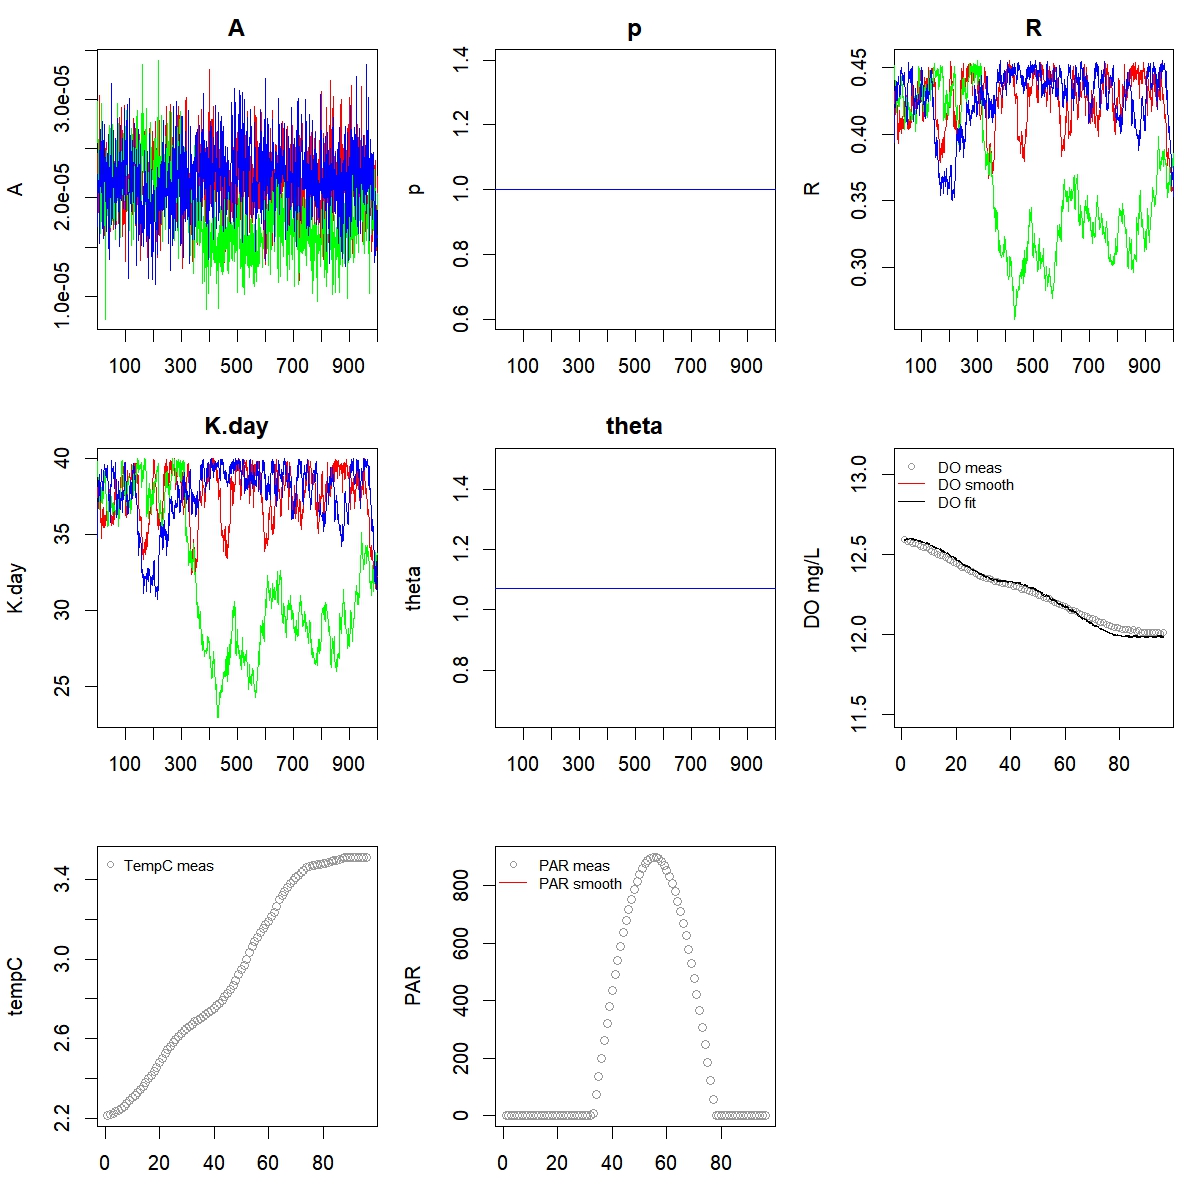 A
p
R
A
1.0e-05 2.0e-05 3.0e-05
100 300 500 700 900
p
0.6 0.8 1.0 1.2 1.4
100 300 500 700 900
R
0.30 0.35 0.40 0.45
100 300 500 700 900
K.day
theta
K.day
25 30 35 40
100 300 500 700 900
theta
0.8 1.0 1.2 1.4
100 300 500 700 900
DO mg/L
11.5 12.0 12.5 13.0
DO meas
DO smooth
DO fit
0 20 40 60 80
tempC
2.2 2.6 3.0 3.4
TempC meas
0 20 40 60 80
PAR
0 200 400 600 800
PAR meas
PAR smooth
0 20 40 60 80